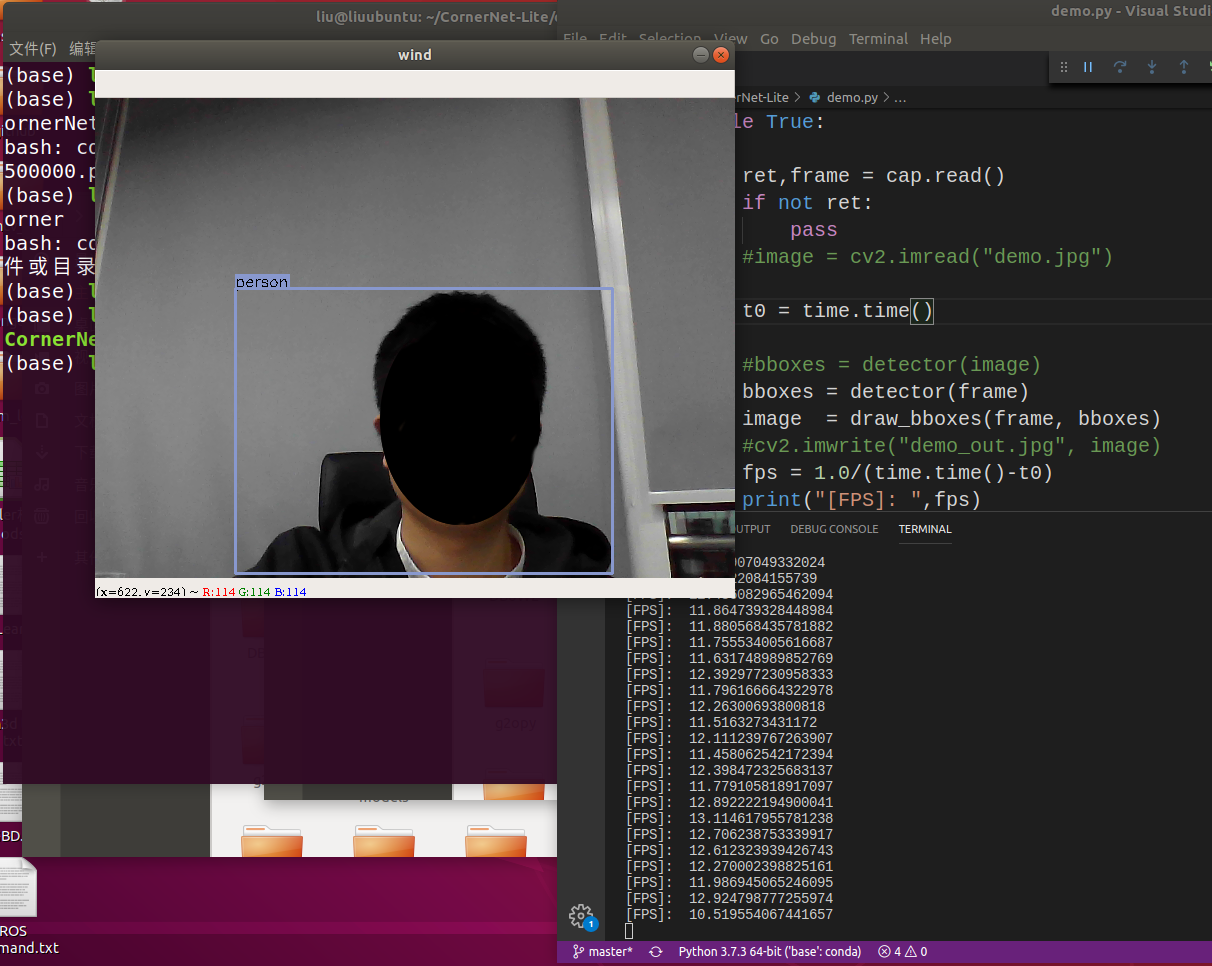 liu@liuubuntu: ~/CornerNet-Lite/
demo.py - Visual Studi
文件(F) 编辑
File Edit Selection View Go Debug Terminal Help
wind
(base)
(base)
ornerNet
bash: co
500000.p
(base)
orner
bash: co
件或目录
(base)
(base)
CornerNe
(base)
person
(x=622, y=234) ~ R:114 G:114 B:114
rNet-Lite > demo.py > ...
le True:
ret,frame = cap.read()
if not ret:
pass
#image = cv2.imread("demo.jpg")
t0 = time.time()
#bboxes = detector(image)
bboxes = detector(frame)
image  = draw_bboxes(frame, bboxes)
#cv2.imwrite("demo_out.jpg", image)
fps = 1.0/(time.time()-t0)
print("[FPS]: ",fps)
UTPUT DEBUG CONSOLE TERMINAL
07049332024
22084155739
082965462094
[FPS]:  11.864739328448984
[FPS]:  11.880568435781882
[FPS]:  11.755534005616687
[FPS]:  11.631748989852769
[FPS]:  12.392977230958333
[FPS]:  11.796166664322978
[FPS]:  12.26300693800818
[FPS]:  11.5163273431172
[FPS]:  12.111239767263907
[FPS]:  11.458062542172394
[FPS]:  12.398472325683137
[FPS]:  11.779105818917097
[FPS]:  12.892222194900041
[FPS]:  13.114617955781238
[FPS]:  12.706238753339917
[FPS]:  12.612323939426743
[FPS]:  12.270002398825161
[FPS]:  11.986945065246095
[FPS]:  12.924798777255974
[FPS]:  10.519554067441657
g2opy
models
BD.
ROS
mand.txt
1
master* Python 3.7.3 64-bit ('base': conda) 4 0